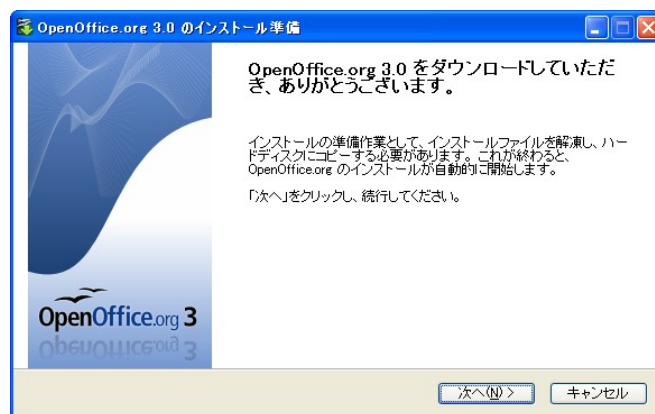 OpenOffice.org 3.0 のインストール準備
OpenOffice.org 3.0 をダウンロードしていただ
き、ありがとうございます。
インストールの準備作業として、インストールファイルを解凍し、ハー
ドディスクにコピーする必要があります。これが終わると、
OpenOffice.org のインストールが自動的に開始します。
「次へ」をクリックし、続行してください。
OpenOffice.org 3
次へ(N) >
キャンセル